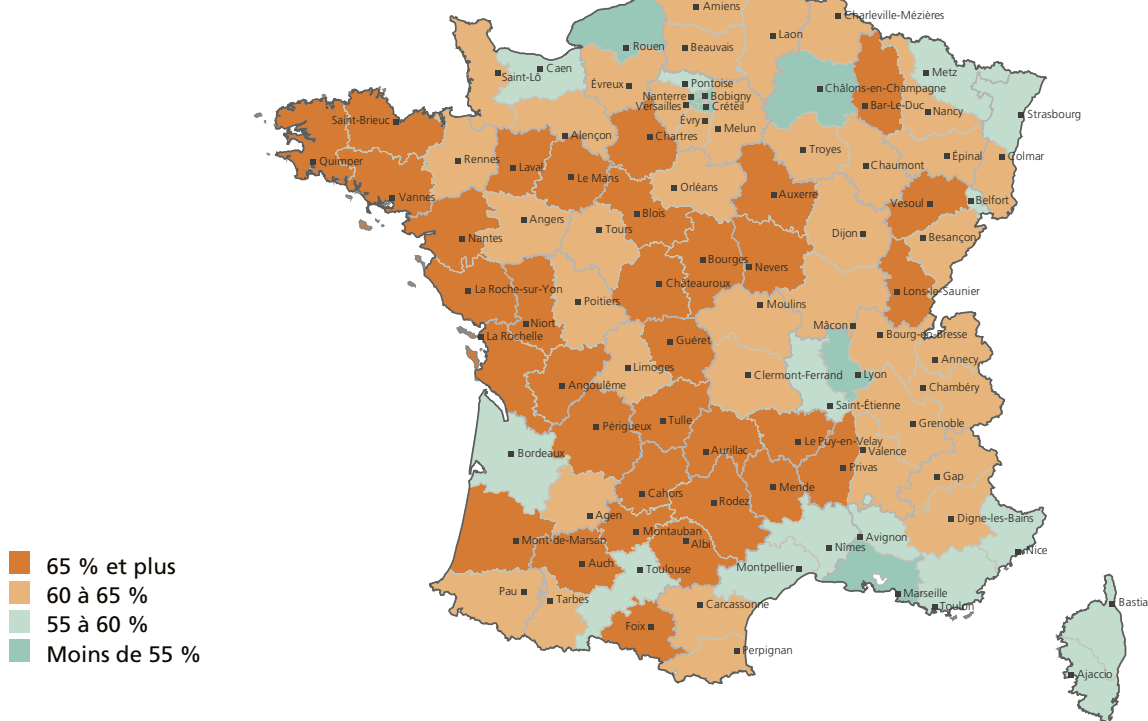 Amiens
Charleville-Mézières
Laon
Rouen
Beauvais
Saint-Lô
Caen
Évreux
Pontoise
Nanterre
Bobigny
Versailles
Créteil
Évry
Melun
Châlons-en-Champagne
Bar-Le-Duc
Metz
Nancy
Strasbourg
Saint-Brieuc
Alençon
Chartres
Quimper
Rennes
Laval
Le Mans
Troyes
Chaumont
Épinal
Colmar
Vannes
Orléans
Auxerre
Vesoul
Belfort
Blois
Angers
Tours
Nantes
Dijon
Besançon
Bourges
Nevers
La Roche-sur-Yon
Châteauroux
Lons-le-Saunier
Poitiers
Moulins
Niort
Mâcon
La Rochelle
Guéret
Bourg-en-Bresse
Annecy
Limoges
Clermont-Ferrand
Lyon
Angoulême
Chambéry
Saint-Étienne
Périgueux
Tulle
Grenoble
Bordeaux
Aurillac
Le Puy-en-Velay
Valence
Privas
Gap
Cahors
Rodez
Mende
Agen
Digne-les-Bains
Mont-de-Marsan
Montauban
Albi
Avignon
Nîmes
Nice
Auch
Toulouse
Montpellier
Pau
Tarbes
Carcassonne
Marseille
Toulon
Foix
Perpignan
Bastia
Ajaccio
65 % et plus
60 à 65 %
55 à 60 %
Moins de 55 %